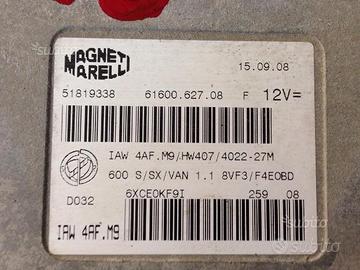 MAGNETI
MARELLI
15.09.08
51819338 61600.627.08 F 12V=
IAW 4AF.M9/HW407/4022-27M
600 S/SX/VAN 1.1 8VF3/F4EOBD
D032 6XCE0KF9I 259 08
IAW 4AF.M9
subito